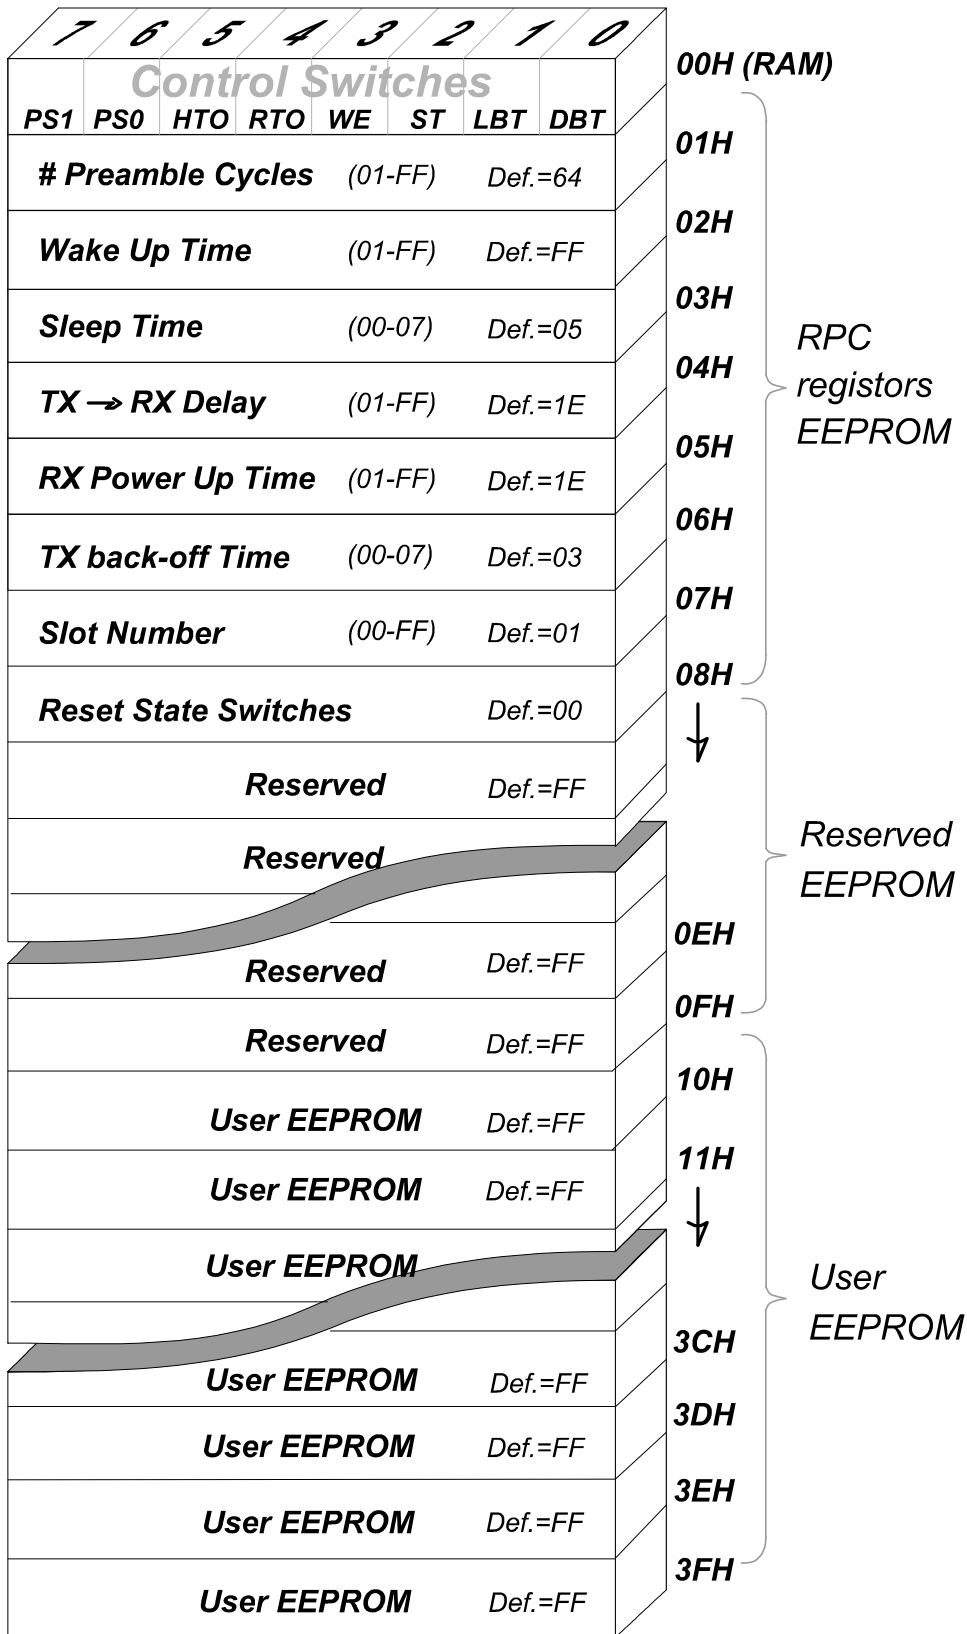 7 6 5 4 3 2 1 0
Control Switches
PS1 PS0 HTO RTO WE ST LBT DBT
00H (RAM)
# Preamble Cycles (01-FF) Def.=64
01H
Wake Up Time (01-FF) Def.=FF
02H
Sleep Time (00-07) Def.=05
03H
TX → RX Delay (01-FF) Def.=1E
04H
RX Power Up Time (01-FF) Def.=1E
05H
TX back-off Time (00-07) Def.=03
06H
Slot Number (00-FF) Def.=01
07H
Reset State Switches Def.=00
08H
RPC
registors
EEPROM
Reserved Def.=FF
Reserved
Reserved Def.=FF
0EH
Reserved Def.=FF
0FH
Reserved
EEPROM
User EEPROM Def.=FF
10H
User EEPROM Def.=FF
11H
User EEPROM
User EEPROM Def.=FF
3CH
User EEPROM Def.=FF
3DH
User EEPROM Def.=FF
3EH
User EEPROM Def.=FF
3FH
User
EEPROM